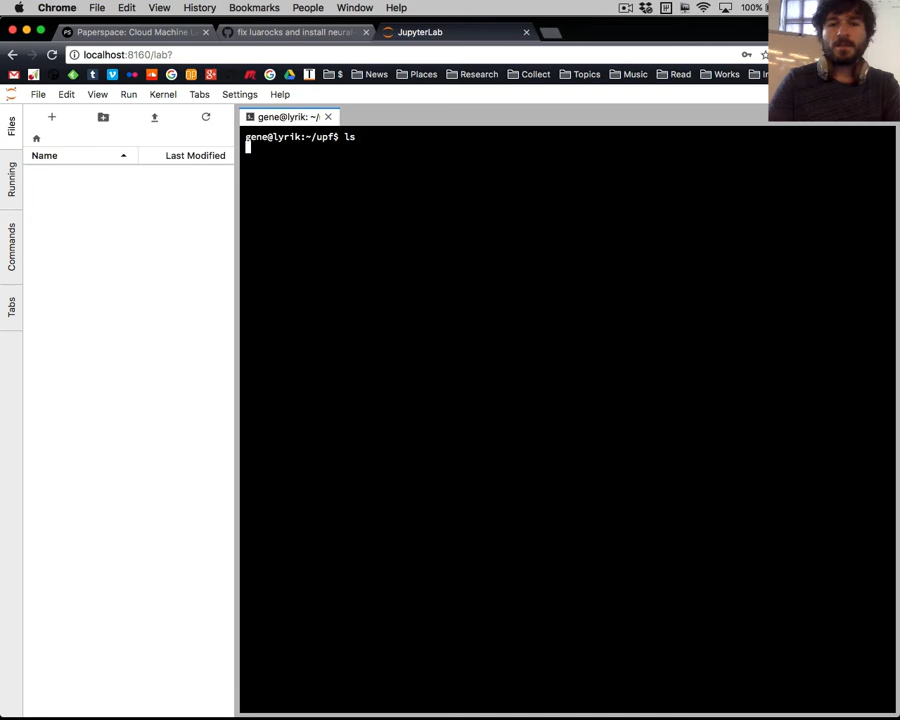 Chrome File Edit View History Bookmarks People Window Help 100%
PS Paperspace: Cloud Machine L
fix luarocks and install neural-
JupyterLab
localhost:8160/lab?
$ News Places Research Collect Topics Music Read Works
File Edit View Run Kernel Tabs Settings Help
Files
Running
Commands
Tabs
Name Last Modified
gene@lyrik: ~/
gene@lyrik:~/upf$ ls